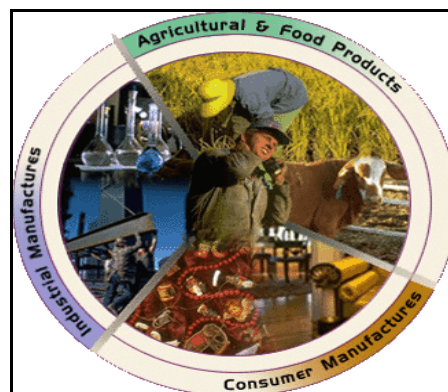 Agricultural & Food Products
Industrial Manufactures
Consumer Manufactures